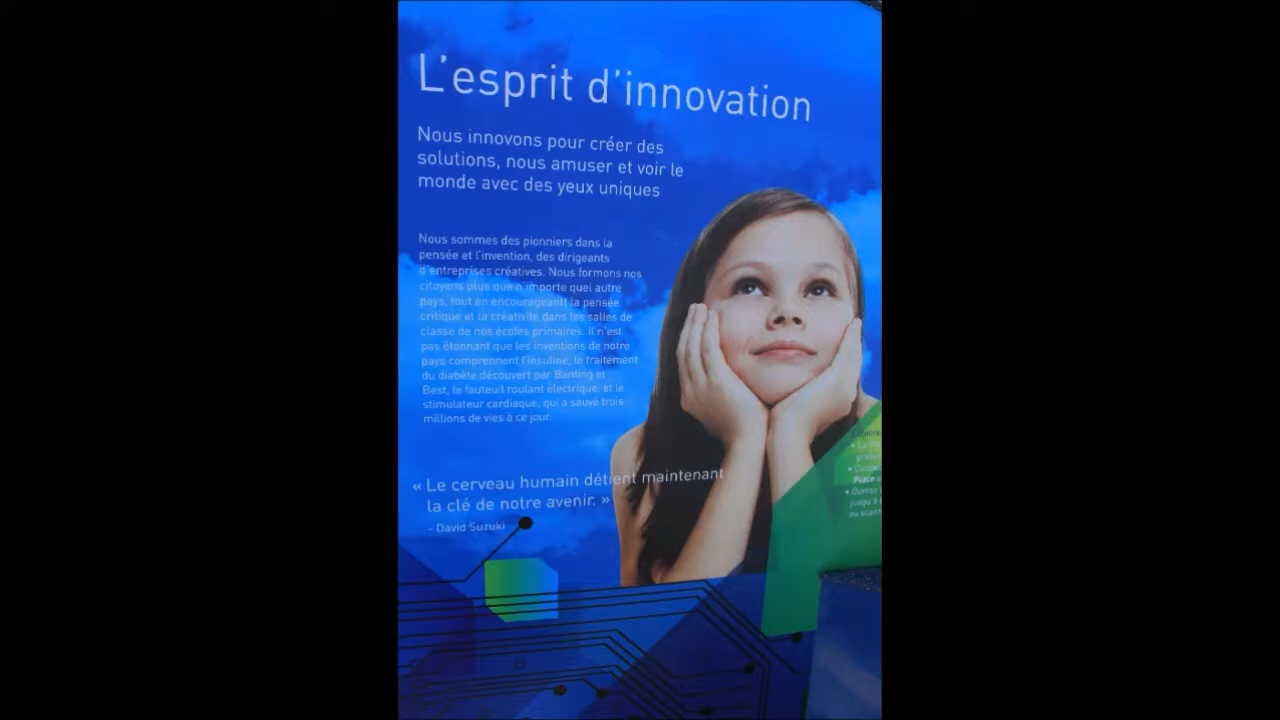 L'esprit d'innovation
Nous innovons pour créer des
solutions, nous amuser et voir le
monde avec des yeux uniques
Nous sommes des pionniers dans la
pensée et l'invention, des dirigeants
d'entreprises créatives. Nous formons nos
citoyens plus que n'importe quel autre
pays, tout en encourageantl la pensée
critique et la créativité dans les salles de
classe de nos écoles primaires. Il n'est
pas étonnant que les inventions de notre
pays comprennent l'insuline, le traitement
du diabète découvert par Banting et
Best, le fauteuil roulant électrique, et le
stimulateur cardiaque, qui a sauvé trois
millions de vies à ce jour.
« Le cerveau humain détient maintenant
la clé de notre avenir. »
- David Suzuki
Place
jusqu'à
ou